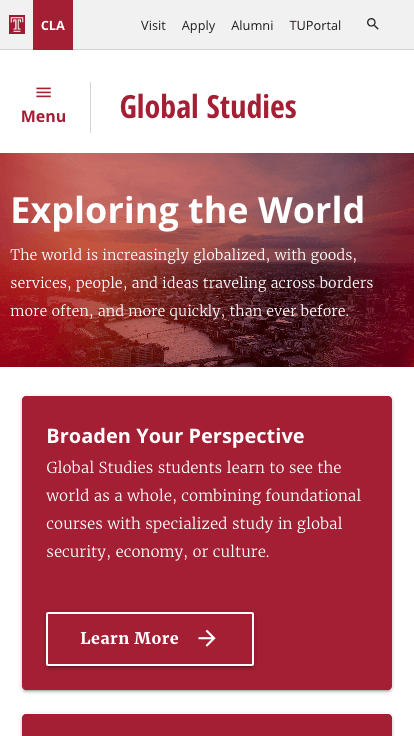 T
CLA
Visit
Apply
Alumni
TUPortal
Menu
Global Studies
Exploring the World
The world is increasingly globalized, with goods,
services, people, and ideas traveling across borders
more often, and more quickly, than ever before.
Broaden Your Perspective
Global Studies students learn to see the
world as a whole, combining foundational
courses with specialized study in global
security, economy, or culture.
Learn More